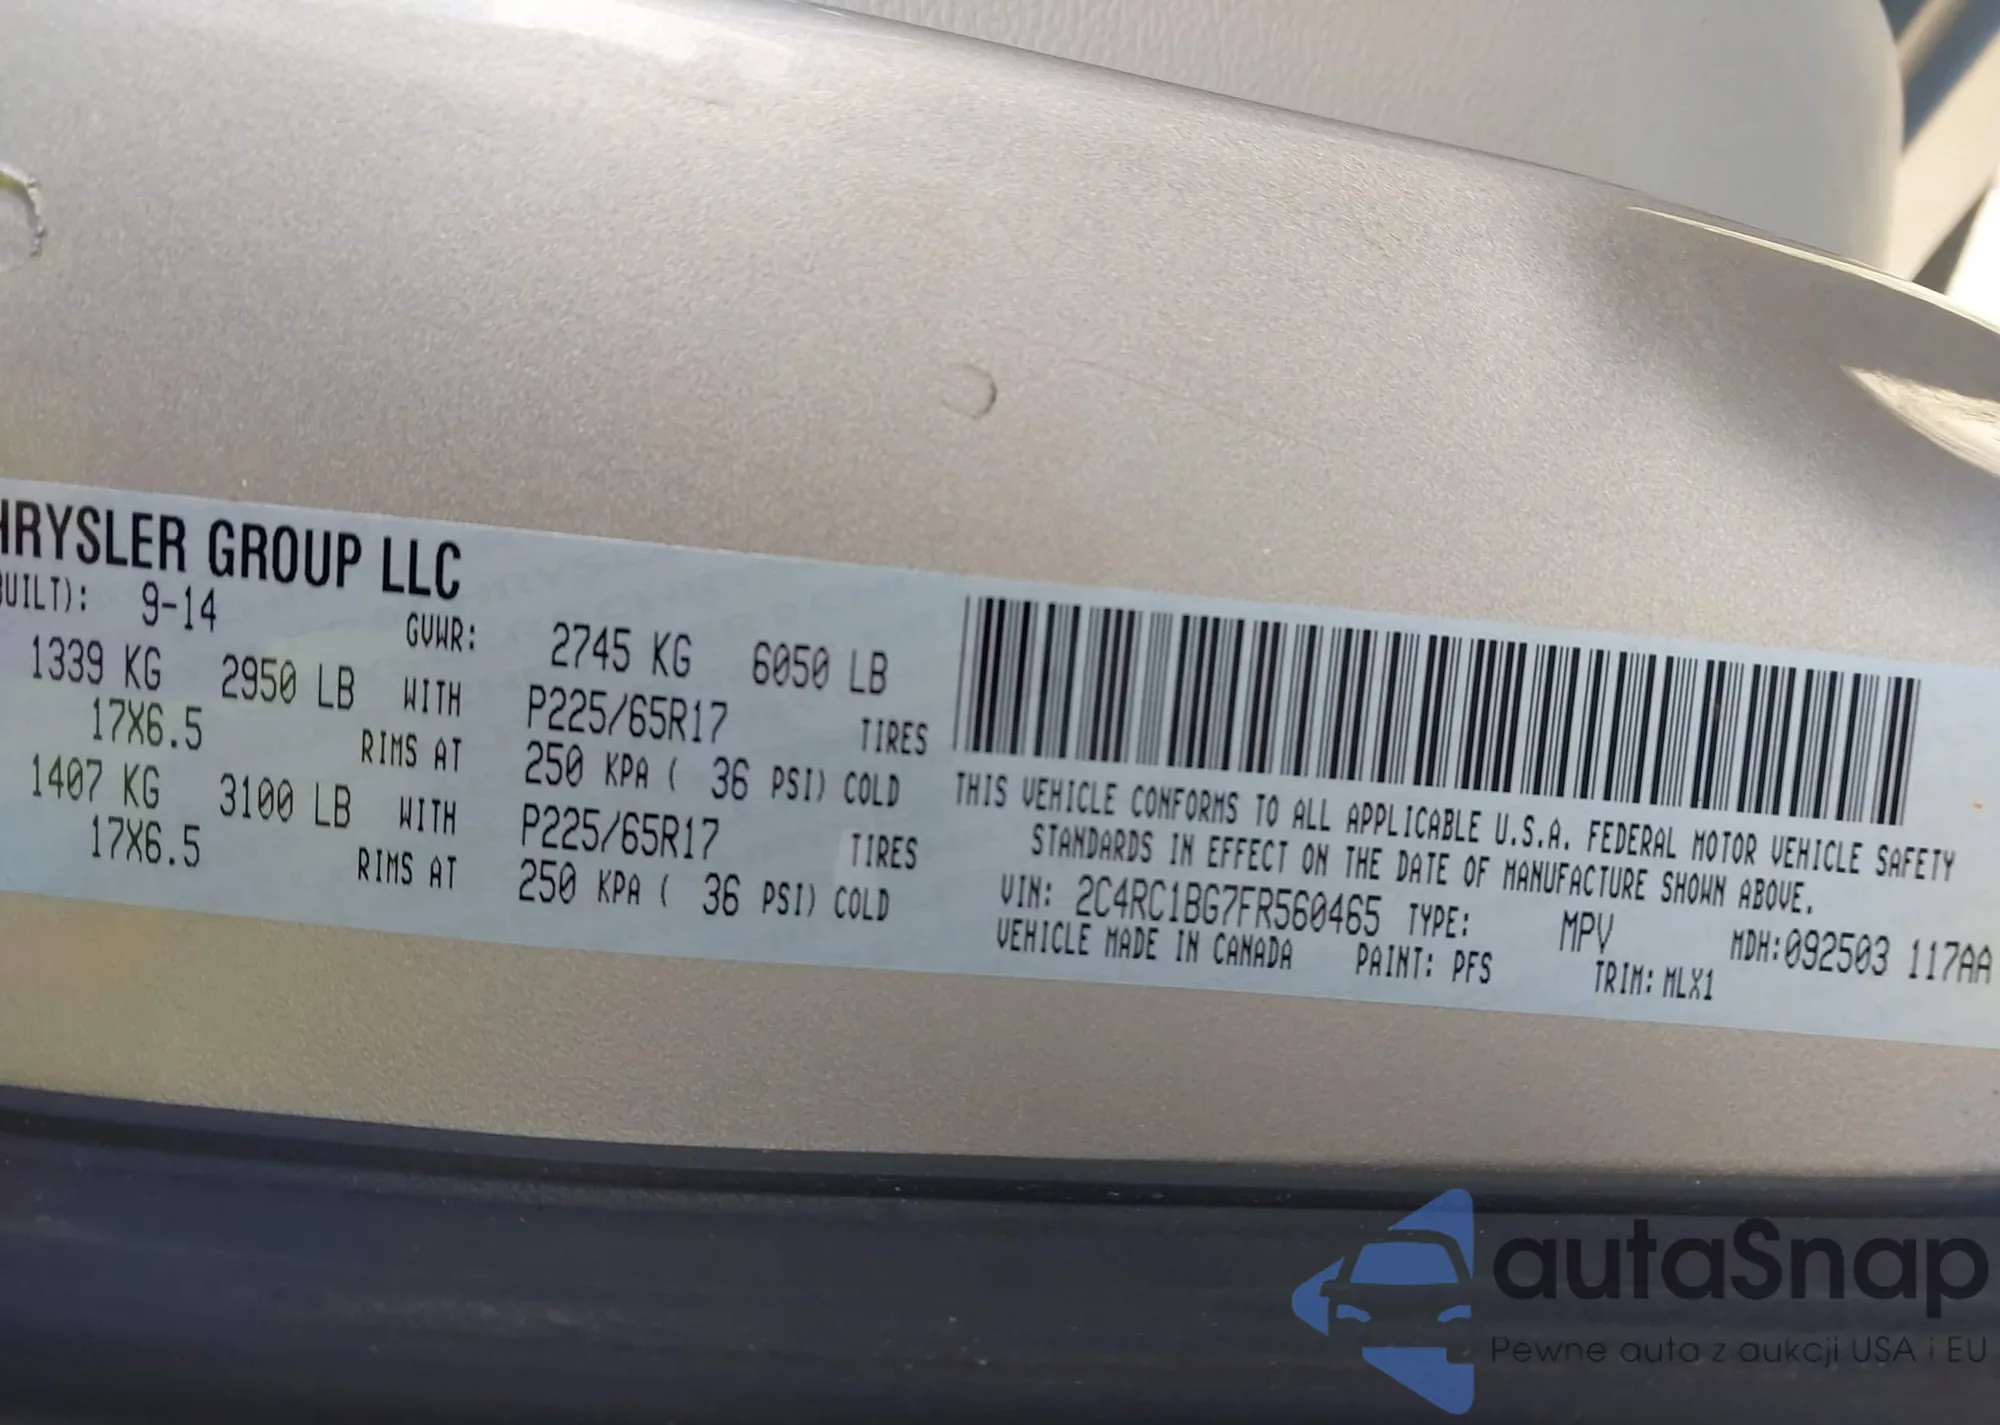 HRYSLER GROUP LLC
BUILT): 9-14 GVWR: 2745 KG 6050 LB
1339 KG 2950 LB WITH P225/65R17 TIRES
17X6.5 RIMS AT 250 KPA ( 36 PSI) COLD
1407 KG 3100 LB WITH P225/65R17 TIRES
17X6.5 RIMS AT 250 KPA ( 36 PSI) COLD
THIS VEHICLE CONFORMS TO ALL APPLICABLE U.S.A. FEDERAL MOTOR VEHICLE SAFETY
STANDARDS IN EFFECT ON THE DATE OF MANUFACTURE SHOWN ABOVE.
VIN: 2C4RC1BG7FR560465 TYPE: MPV MDH:092503 117AA
VEHICLE MADE IN CANADA PAINT: PFS TRIM: MLX1
autaSnap
Pewne auta z aukcji USA i EU